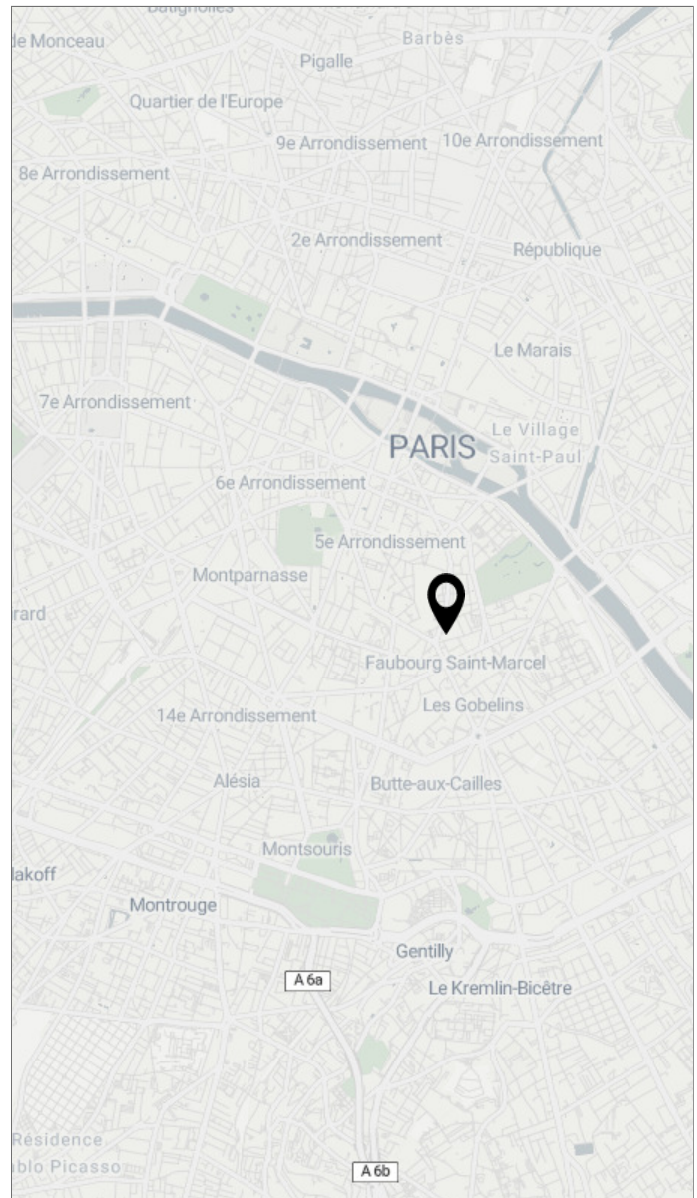 Batignolles
de Monceau
Barbès
Pigalle
Quartier de l'Europe
9e Arrondissement
10e Arrondissement
8e Arrondissement
2e Arrondissement
République
Le Marais
7e Arrondissement
Le Village
Saint-Paul
PARIS
6e Arrondissement
5e Arrondissement
Montparnasse
rard
Faubourg Saint-Marcel
Les Gobelins
14e Arrondissement
Alésia
Butte-aux-Cailles
Montsouris
lakoff
Montrouge
Gentilly
A 6a
Le Kremlin-Bicêtre
Résidence
ablo Picasso
A 6b